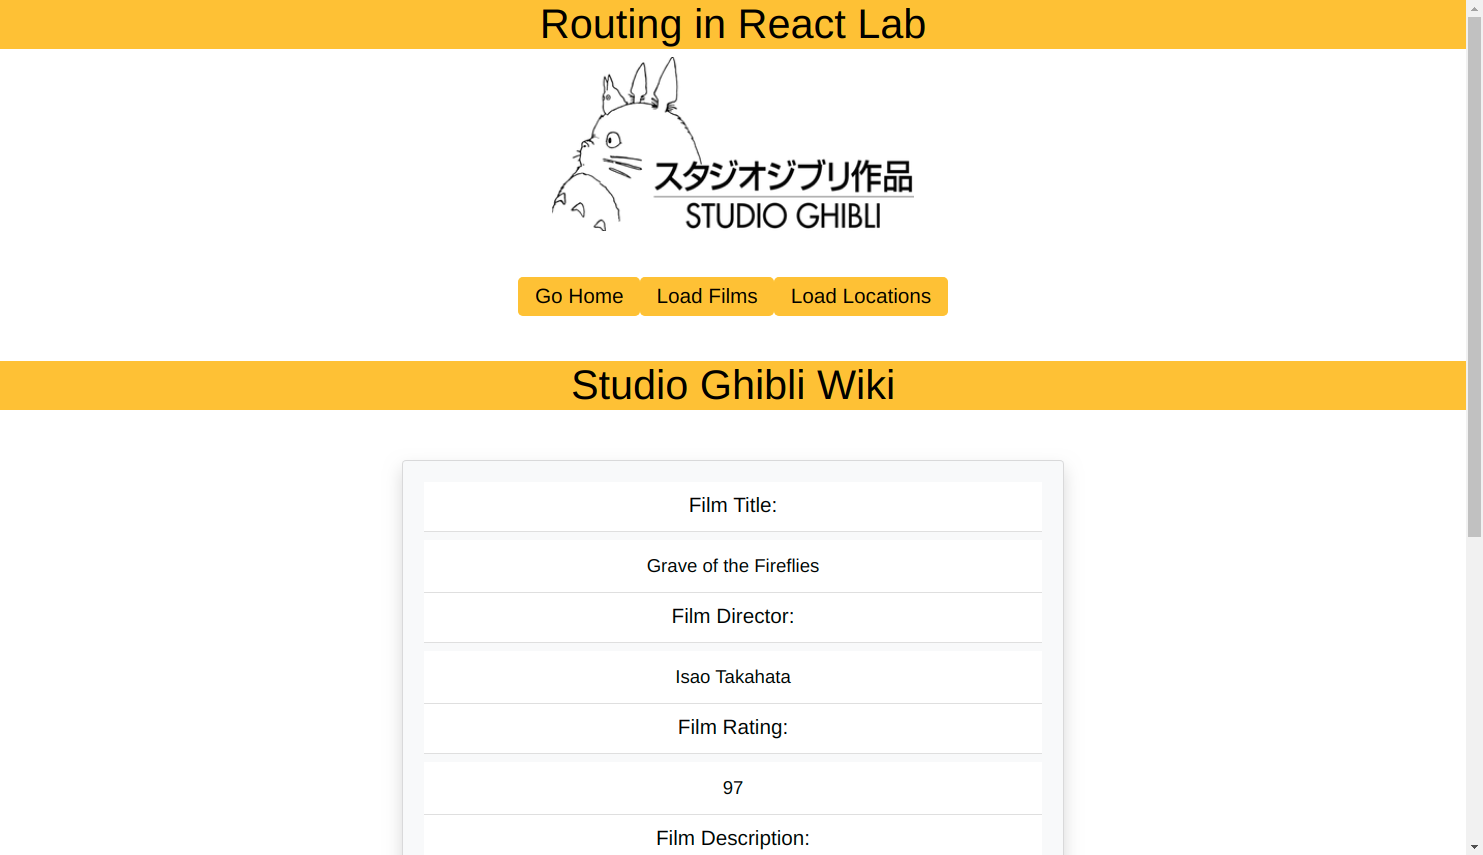 Routing in React Lab
スタジオジブリ作品
STUDIO GHIBLI
Go Home Load Films Load Locations
Studio Ghibli Wiki
Film Title:
Grave of the Fireflies
Film Director:
Isao Takahata
Film Rating:
97
Film Description: